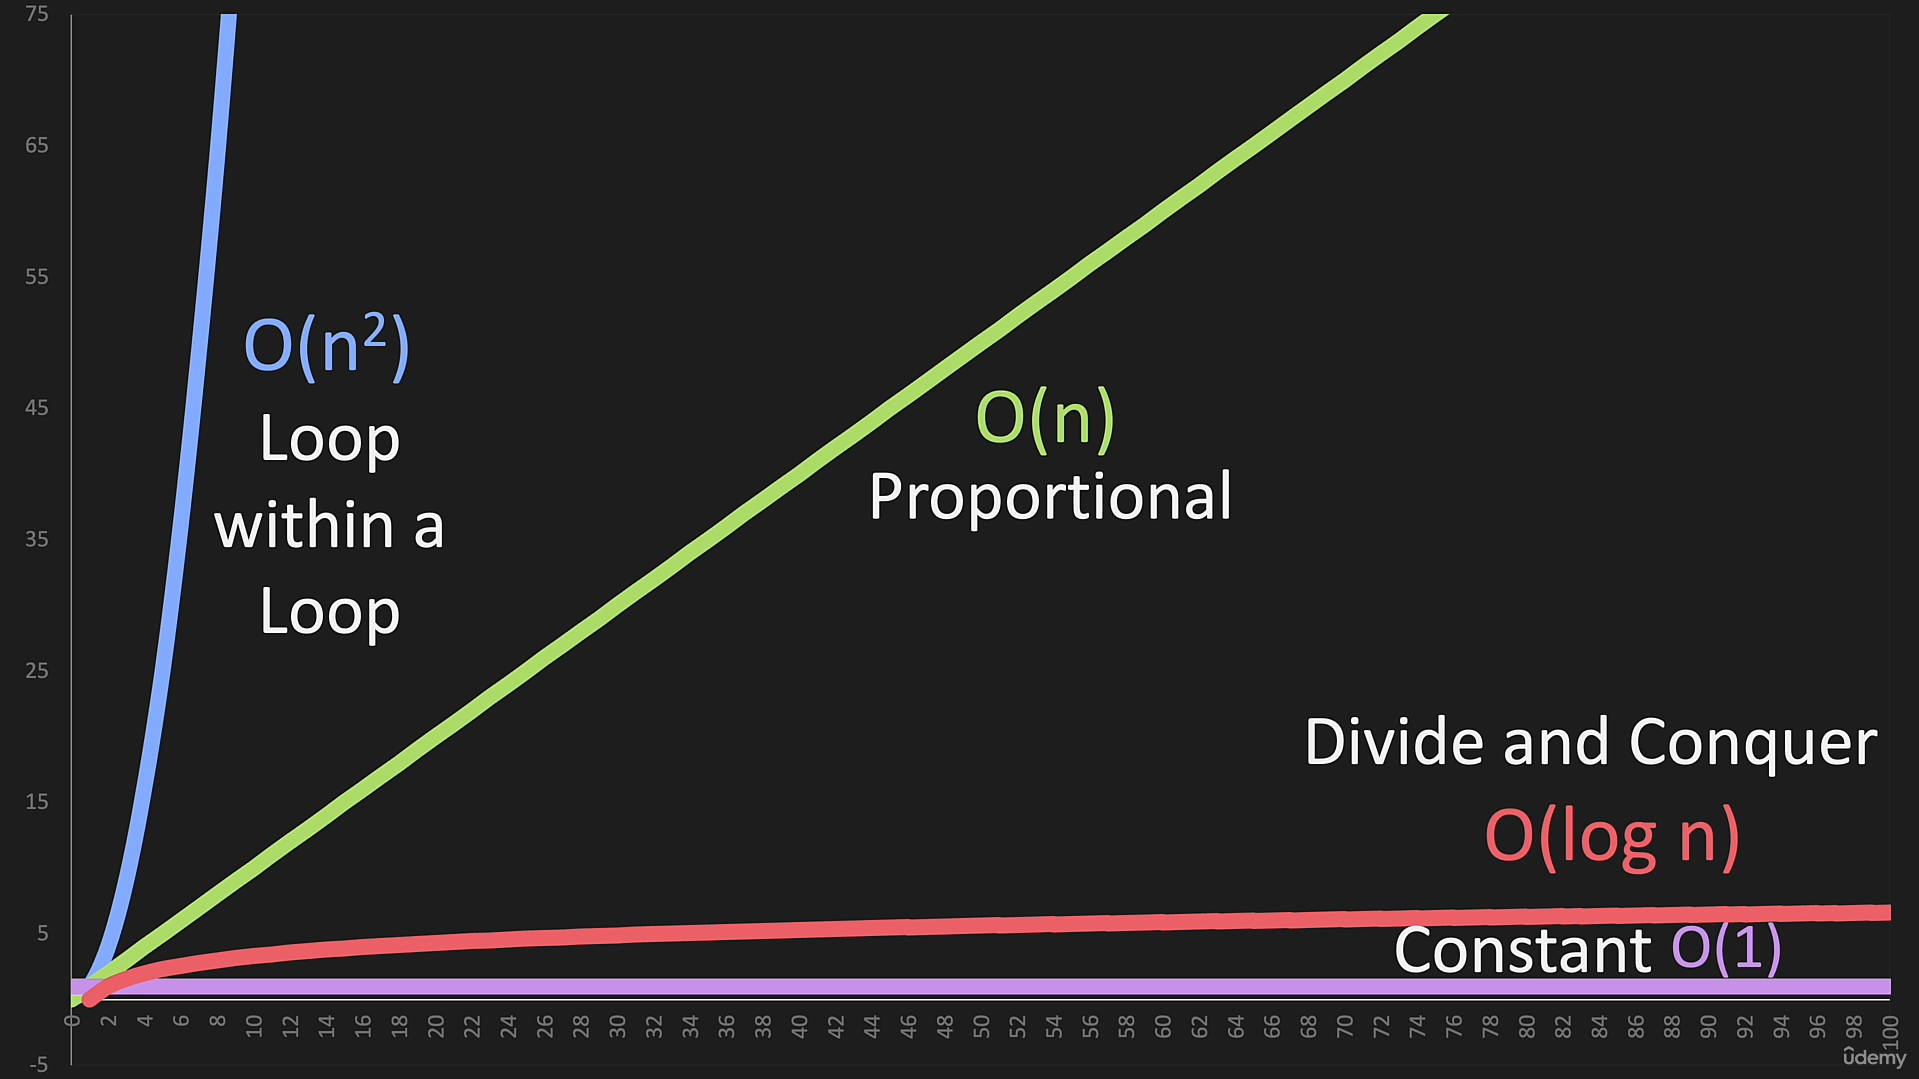 75
65
55
45
35
25
15
5
-5
O(n²)
Loop
within a
Loop
O(n)
Proportional
Divide and Conquer
O(log n)
Constant O(1)
0 2 4 6 8 10 12 14 16 18 20 22 24 26 28 30 32 34 36 38 40 42 44 46 48 50 52 54 56 58 60 62 64 66 68 70 72 74 76 78 80 82 84 86 88 90 92 94 96 98 100
ûdemy